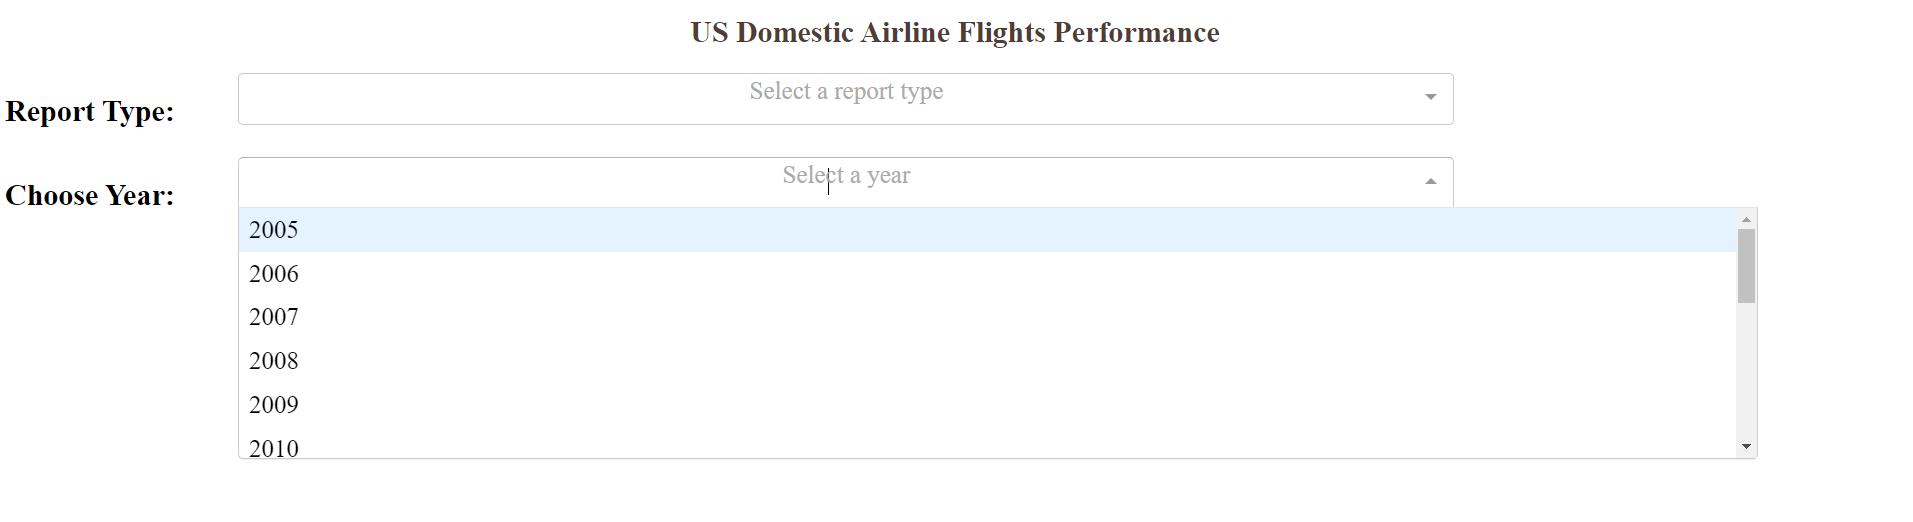 US Domestic Airline Flights Performance
Report Type:
Select a report type
Choose Year:
Select a year
2005
2006
2007
2008
2009
2010